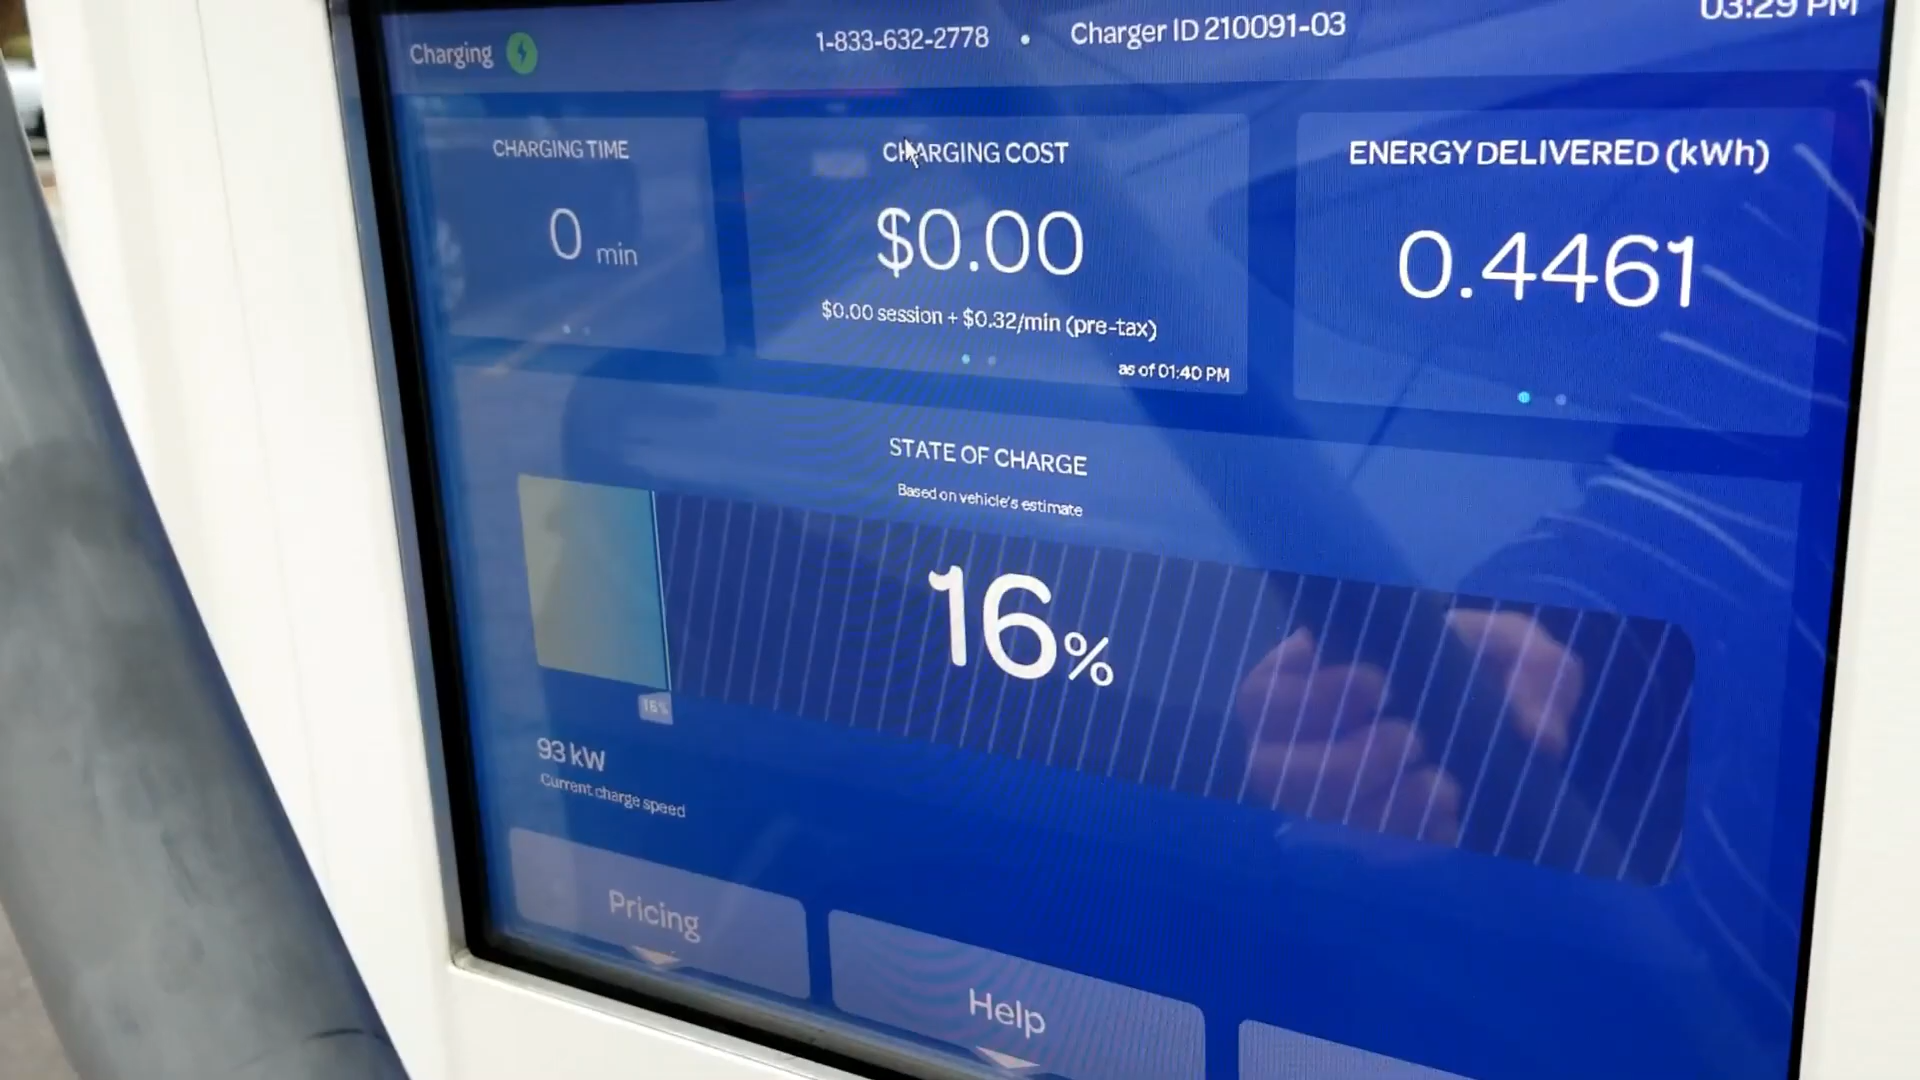 Charging
1-833-632-2778 • Charger ID 210091-03
03:29 PM
CHARGING TIME
0 min
CHARGING COST
$0.00
$0.00 session + $0.32/min (pre-tax)
as of 01:40 PM
ENERGY DELIVERED (kWh)
0.4461
STATE OF CHARGE
Based on vehicle's estimate
16%
16%
93 kW
Current charge speed
Pricing
Help